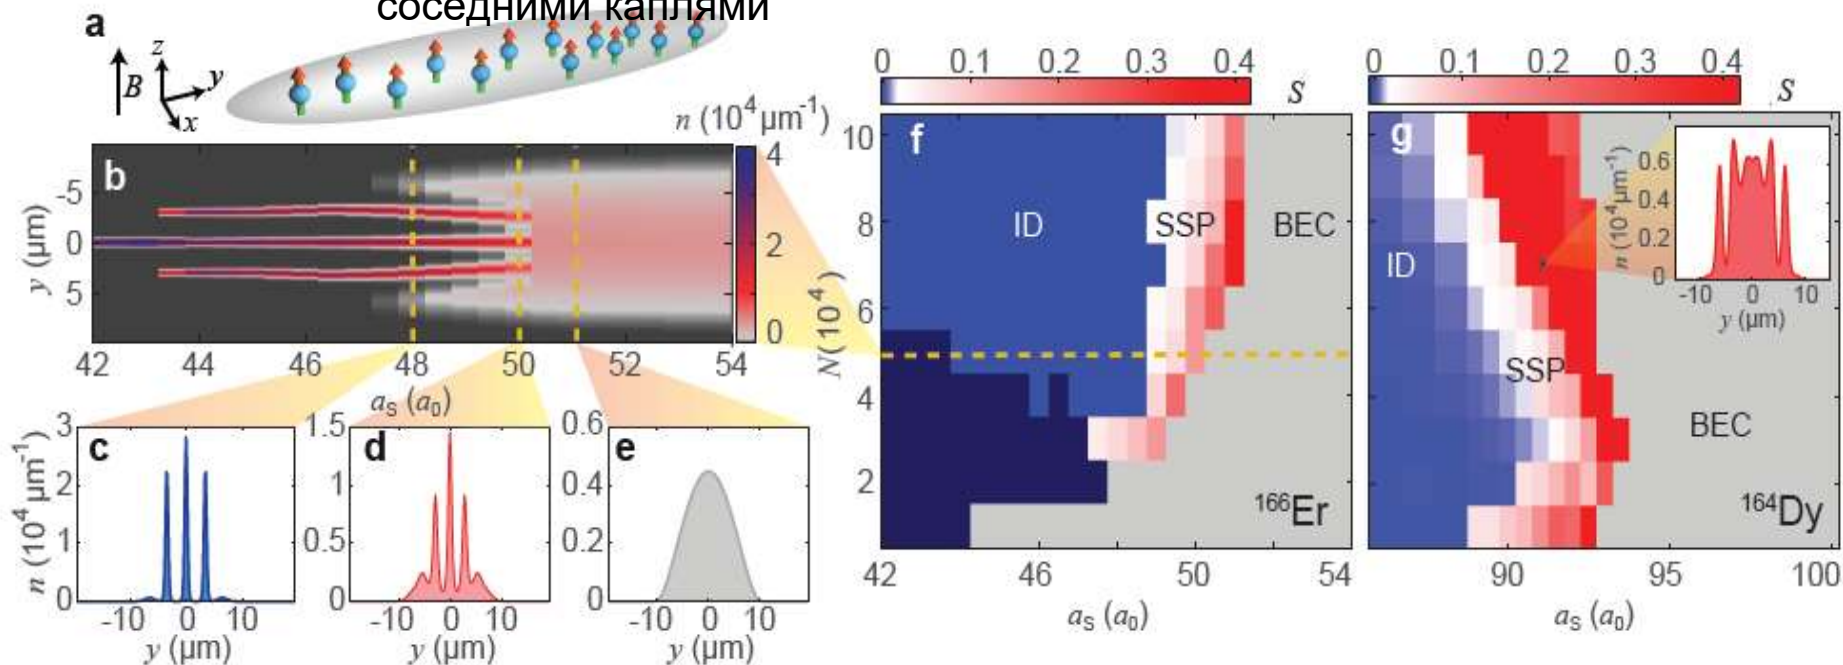 соседними каплями
a
B
z
y
x
n (10⁴μm⁻¹)
b
4
2
0
-5
0
5
y (μm)
42 44 46 48 50 52 54
aₛ (a₀)
c
3
2
1
0
n (10⁴ μm⁻¹)
-10 0 10
y (μm)
d
1.5
1
0.5
0
-10 0 10
y (μm)
e
0.6
0.4
0.2
0
-10 0 10
y (μm)
0 0.1 0.2 0.3 0.4 S
f
10
8
6
4
2
N(10⁴)
ID
SSP
BEC
¹⁶⁶Er
42 46 50 54
aₛ (a₀)
0 0.1 0.2 0.3 0.4 S
g
ID
SSP
BEC
¹⁶⁴Dy
n (10⁴μm⁻¹)
0.6
0.4
0.2
0
-10 0 10
y (μm)
90 95 100
aₛ (a₀)